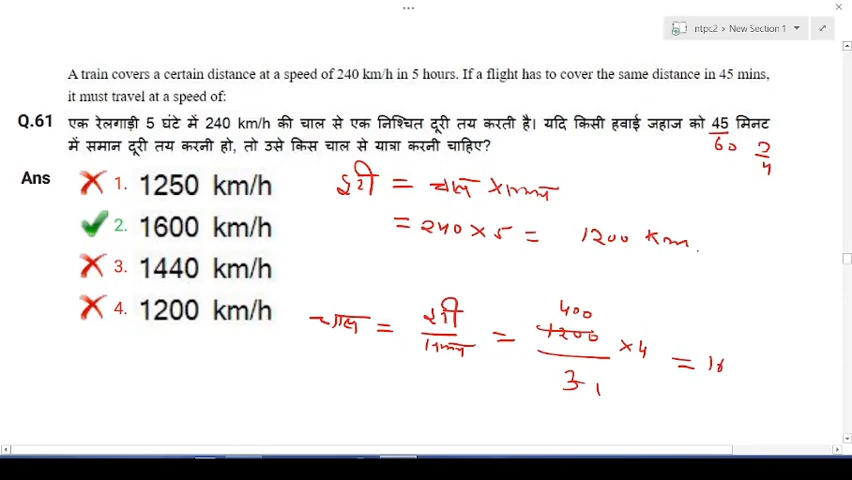 ntpc2 > New Section 1
A train covers a certain distance at a speed of 240 km/h in 5 hours. If a flight has to cover the same distance in 45 mins,
it must travel at a speed of:
Q.61 एक रेलगाड़ी 5 घंटे में 240 km/h की चाल से एक निश्चित दूरी तय करती है। यदि किसी हवाई जहाज को 45 मिनट
60 3
में समान दूरी तय करनी हो, तो उसे किस चाल से यात्रा करनी चाहिए?
4
Ans
1. 1250 km/h
दूरी = चाल × समय
2. 1600 km/h
= 240 × 5 = 1200 km.
3. 1440 km/h
4. 1200 km/h
चाल = दूरी / समय = 1200 / 3 × 4 = 16
400
1